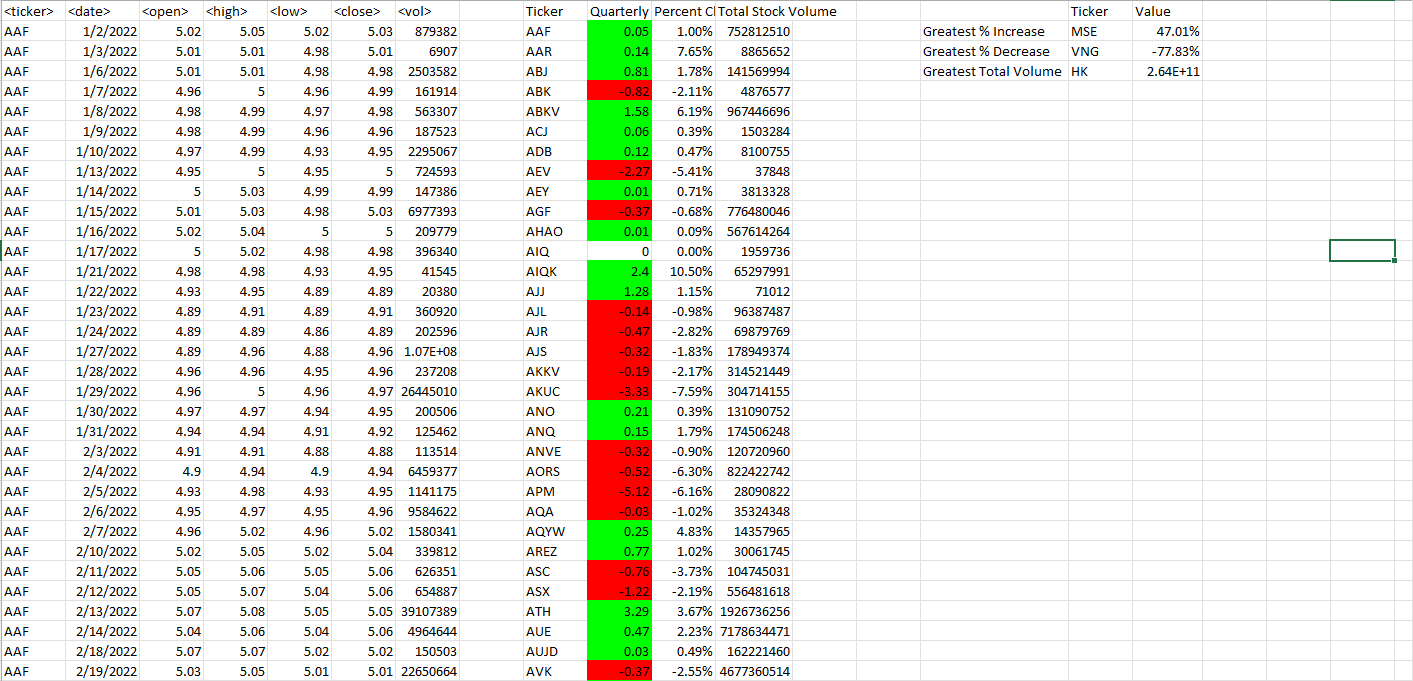 <ticker> <date> <open> <high> <low> <close> <vol> Ticker Quarterly Percent C Total Stock Volume Ticker Value
AAF 1/2/2022 5.02 5.05 5.02 5.03 879382 AAF 0.05 1.00% 752812510 Greatest % Increase MSE 47.01%
AAF 1/3/2022 5.01 5.01 4.98 5.01 6907 AAR 0.14 7.65% 8865652 Greatest % Decrease VNG -77.83%
AAF 1/6/2022 5.01 5.01 4.98 4.98 2503582 ABJ 0.81 1.78% 141569994 Greatest Total Volume HK 2.64E+11
AAF 1/7/2022 4.96 5 4.96 4.99 161914 ABK -0.82 -2.11% 4876577
AAF 1/8/2022 4.98 4.99 4.97 4.98 563307 ABKV 1.58 6.19% 967446696
AAF 1/9/2022 4.98 4.99 4.96 4.96 187523 ACJ 0.06 0.39% 1503284
AAF 1/10/2022 4.97 4.99 4.93 4.95 2295067 ADB 0.12 0.47% 8100755
AAF 1/13/2022 4.95 5 4.95 5 724593 AEV -2.27 -5.41% 37848
AAF 1/14/2022 5 5.03 4.99 4.99 147386 AEY 0.01 0.71% 3813328
AAF 1/15/2022 5.01 5.03 4.98 5.03 6977393 AGF -0.37 -0.68% 776480046
AAF 1/16/2022 5.02 5.04 5 5 209779 AHAO 0.01 0.09% 567614264
AAF 1/17/2022 5 5.02 4.98 4.98 396340 AIQ 0 0.00% 1959736
AAF 1/21/2022 4.98 4.98 4.93 4.95 41545 AIQK 2.4 10.50% 65297991
AAF 1/22/2022 4.93 4.95 4.89 4.89 20380 AJJ 1.28 1.15% 71012
AAF 1/23/2022 4.89 4.91 4.89 4.91 360920 AJL -0.14 -0.98% 96387487
AAF 1/24/2022 4.89 4.89 4.86 4.89 202596 AJR -0.47 -2.82% 69879769
AAF 1/27/2022 4.89 4.96 4.88 4.96 1.07E+08 AJS -0.32 -1.83% 178949374
AAF 1/28/2022 4.96 4.96 4.95 4.96 237208 AKKV -0.19 -2.17% 314521449
AAF 1/29/2022 4.96 5 4.96 4.97 26445010 AKUC -3.33 -7.59% 304714155
AAF 1/30/2022 4.97 4.97 4.94 4.95 200506 ANO 0.21 0.39% 131090752
AAF 1/31/2022 4.94 4.94 4.91 4.92 125462 ANQ 0.15 1.79% 174506248
AAF 2/3/2022 4.91 4.91 4.88 4.88 113514 ANVE -0.32 -0.90% 120720960
AAF 2/4/2022 4.9 4.94 4.9 4.94 6459377 AORS -0.52 -6.30% 822422742
AAF 2/5/2022 4.93 4.98 4.93 4.95 1141175 APM -5.12 -6.16% 28090822
AAF 2/6/2022 4.95 4.97 4.95 4.96 9584622 AQA -0.03 -1.02% 35324348
AAF 2/7/2022 4.96 5.02 4.96 5.02 1580341 AQYW 0.25 4.83% 14357965
AAF 2/10/2022 5.02 5.05 5.02 5.04 339812 AREZ 0.77 1.02% 30061745
AAF 2/11/2022 5.05 5.06 5.05 5.06 626351 ASC -0.76 -3.73% 104745031
AAF 2/12/2022 5.05 5.07 5.04 5.06 654887 ASX -1.22 -2.19% 556481618
AAF 2/13/2022 5.07 5.08 5.05 5.05 39107389 ATH 3.29 3.67% 1926736256
AAF 2/14/2022 5.04 5.06 5.04 5.06 4964644 AUE 0.47 2.23% 7178634471
AAF 2/18/2022 5.07 5.07 5.02 5.02 150503 AUJD 0.03 0.49% 162221460
AAF 2/19/2022 5.03 5.05 5.01 5.01 22650664 AVK -0.37 -2.55% 4677360514